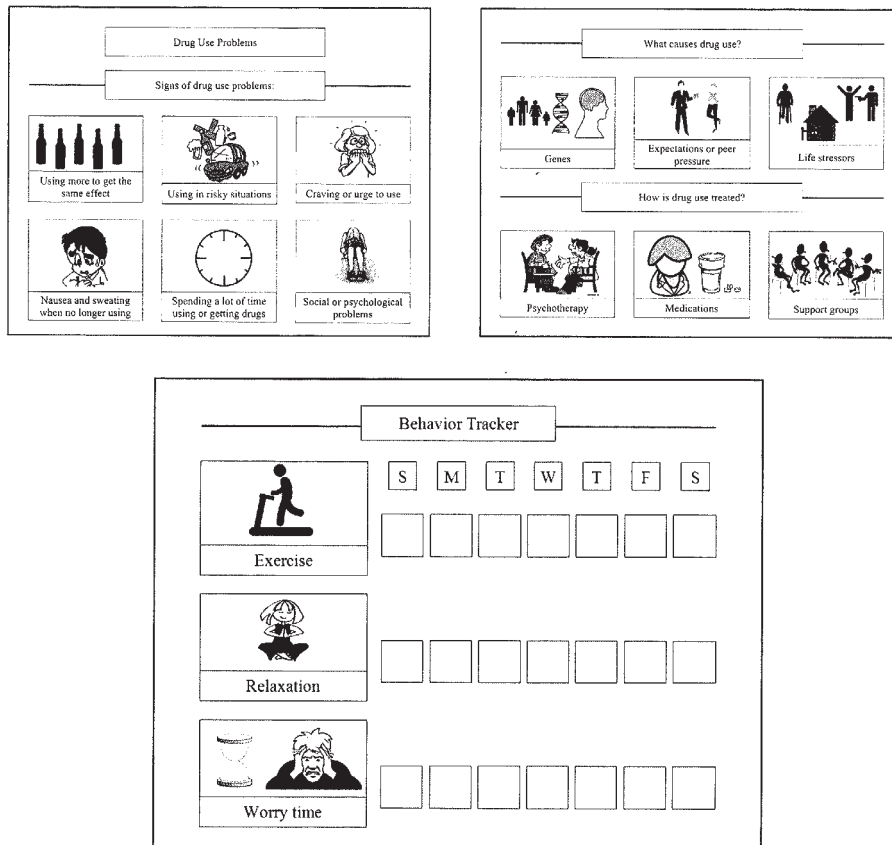 Drug Use Problems
Signs of drug use problems:
Using more to get the
same effect
Using in risky situations
Craving or urge to use
Nausea and sweating
when no longer using
Spending a lot of time
using or getting drugs
Social or psychological
problems
What causes drug use?
Genes
Expectations or peer
pressure
Life stressors
How is drug use treated?
Psychotherapy
Medications
Support groups
Behavior Tracker
S M T W T F S
Exercise
Relaxation
Worry time